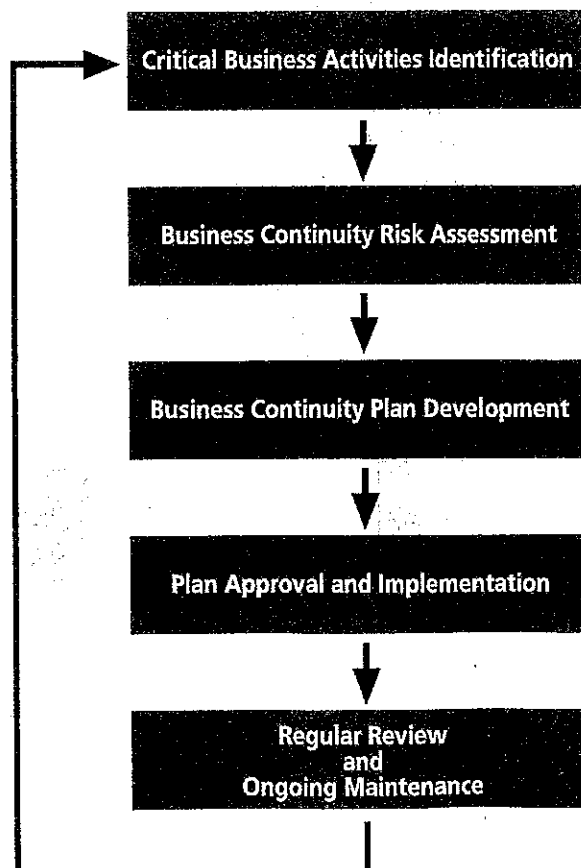 Critical Business Activities Identification
Business Continuity Risk Assessment
Business Continuity Plan Development
Plan Approval and Implementation
Regular Review
and
Ongoing Maintenance